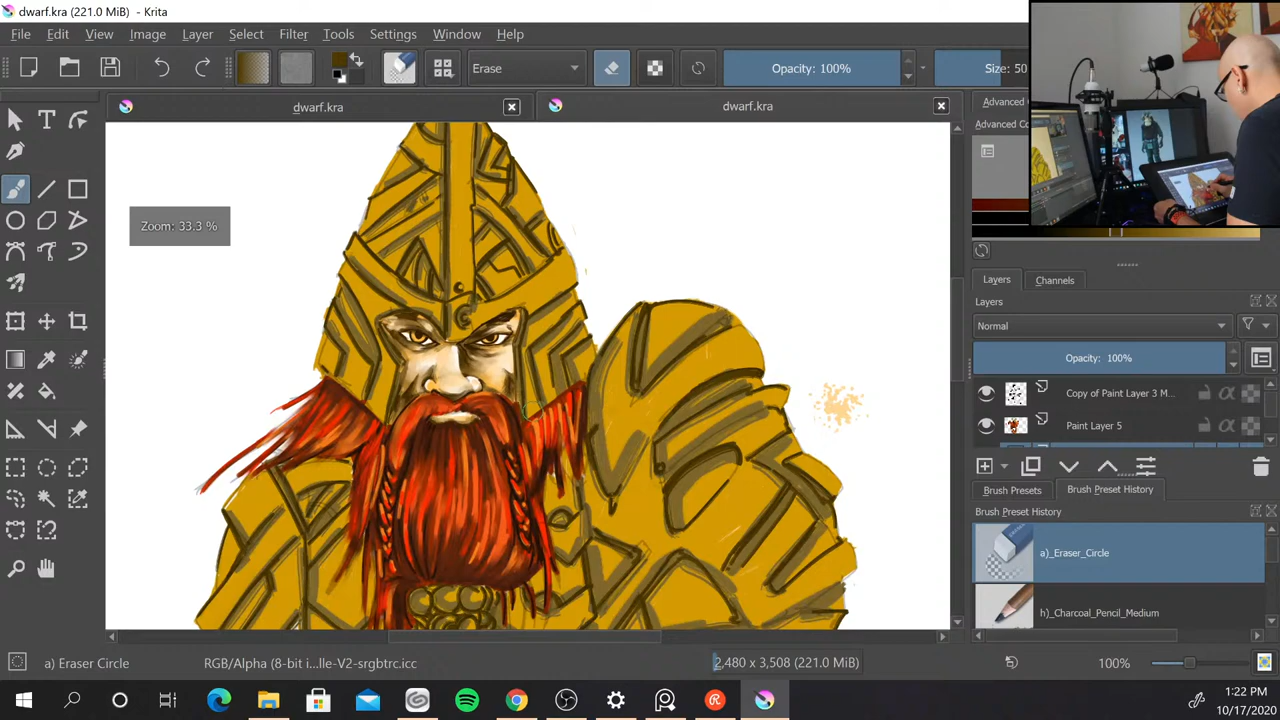 dwarf.kra (221.0 MiB) - Krita
File Edit View Image Layer Select Filter Tools Settings Window Help
Erase
Opacity: 100%
Size: 50
dwarf.kra
dwarf.kra
Advanced Co
Zoom: 33.3 %
Layers Channels
Layers
Normal
Opacity: 100%
Copy of Paint Layer 3 M...
Paint Layer 5
Brush Presets Brush Preset History
Brush Preset History
a)_Eraser_Circle
h)_Charcoal_Pencil_Medium
a) Eraser Circle
RGB/Alpha (8-bit i...lle-V2-srgbtrc.icc
2,480 x 3,508 (221.0 MiB)
100%
1:22 PM
10/17/2020